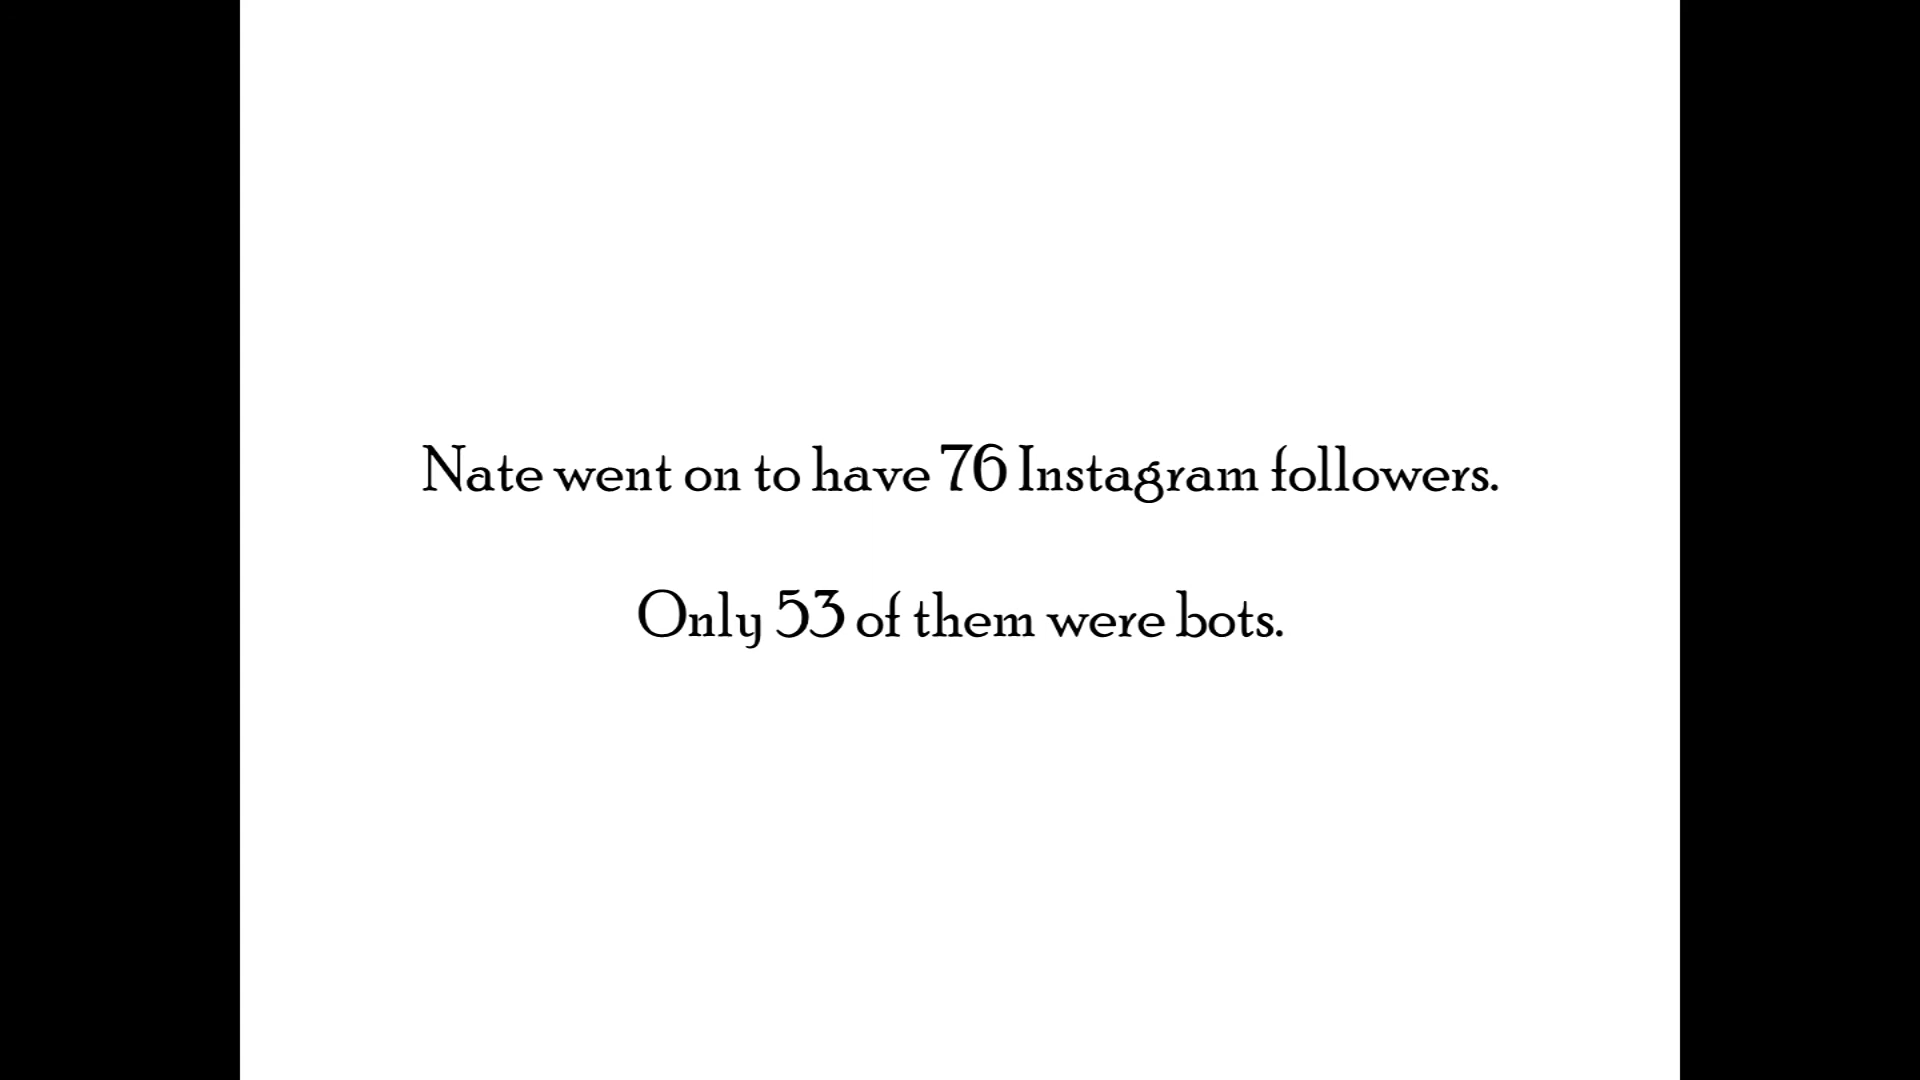 Nate went on to have 76 Instagram followers.
Only 53 of them were bots.